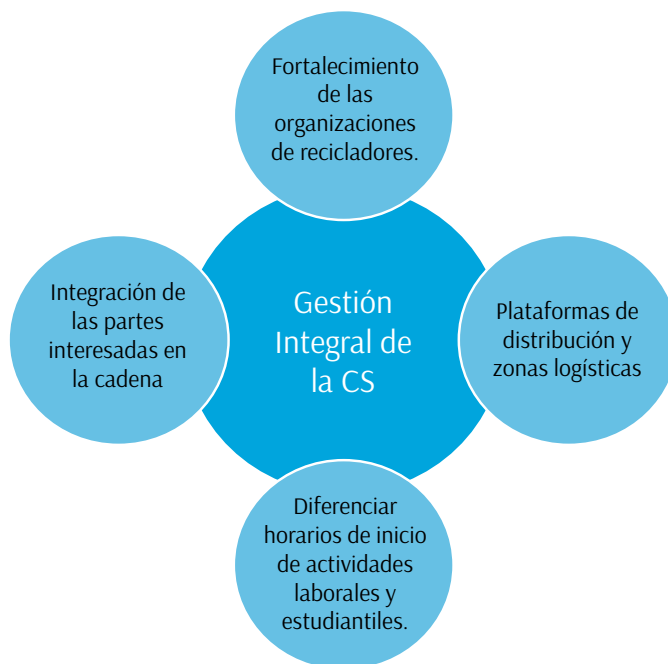 Fortalecimiento
de las
organizaciones
de recicladores.
Integración de
las partes
interesadas en
la cadena
Gestión
Integral de
la CS
Plataformas de
distribución y
zonas logísticas
Diferenciar
horarios de inicio
de actividades
laborales y
estudiantiles.